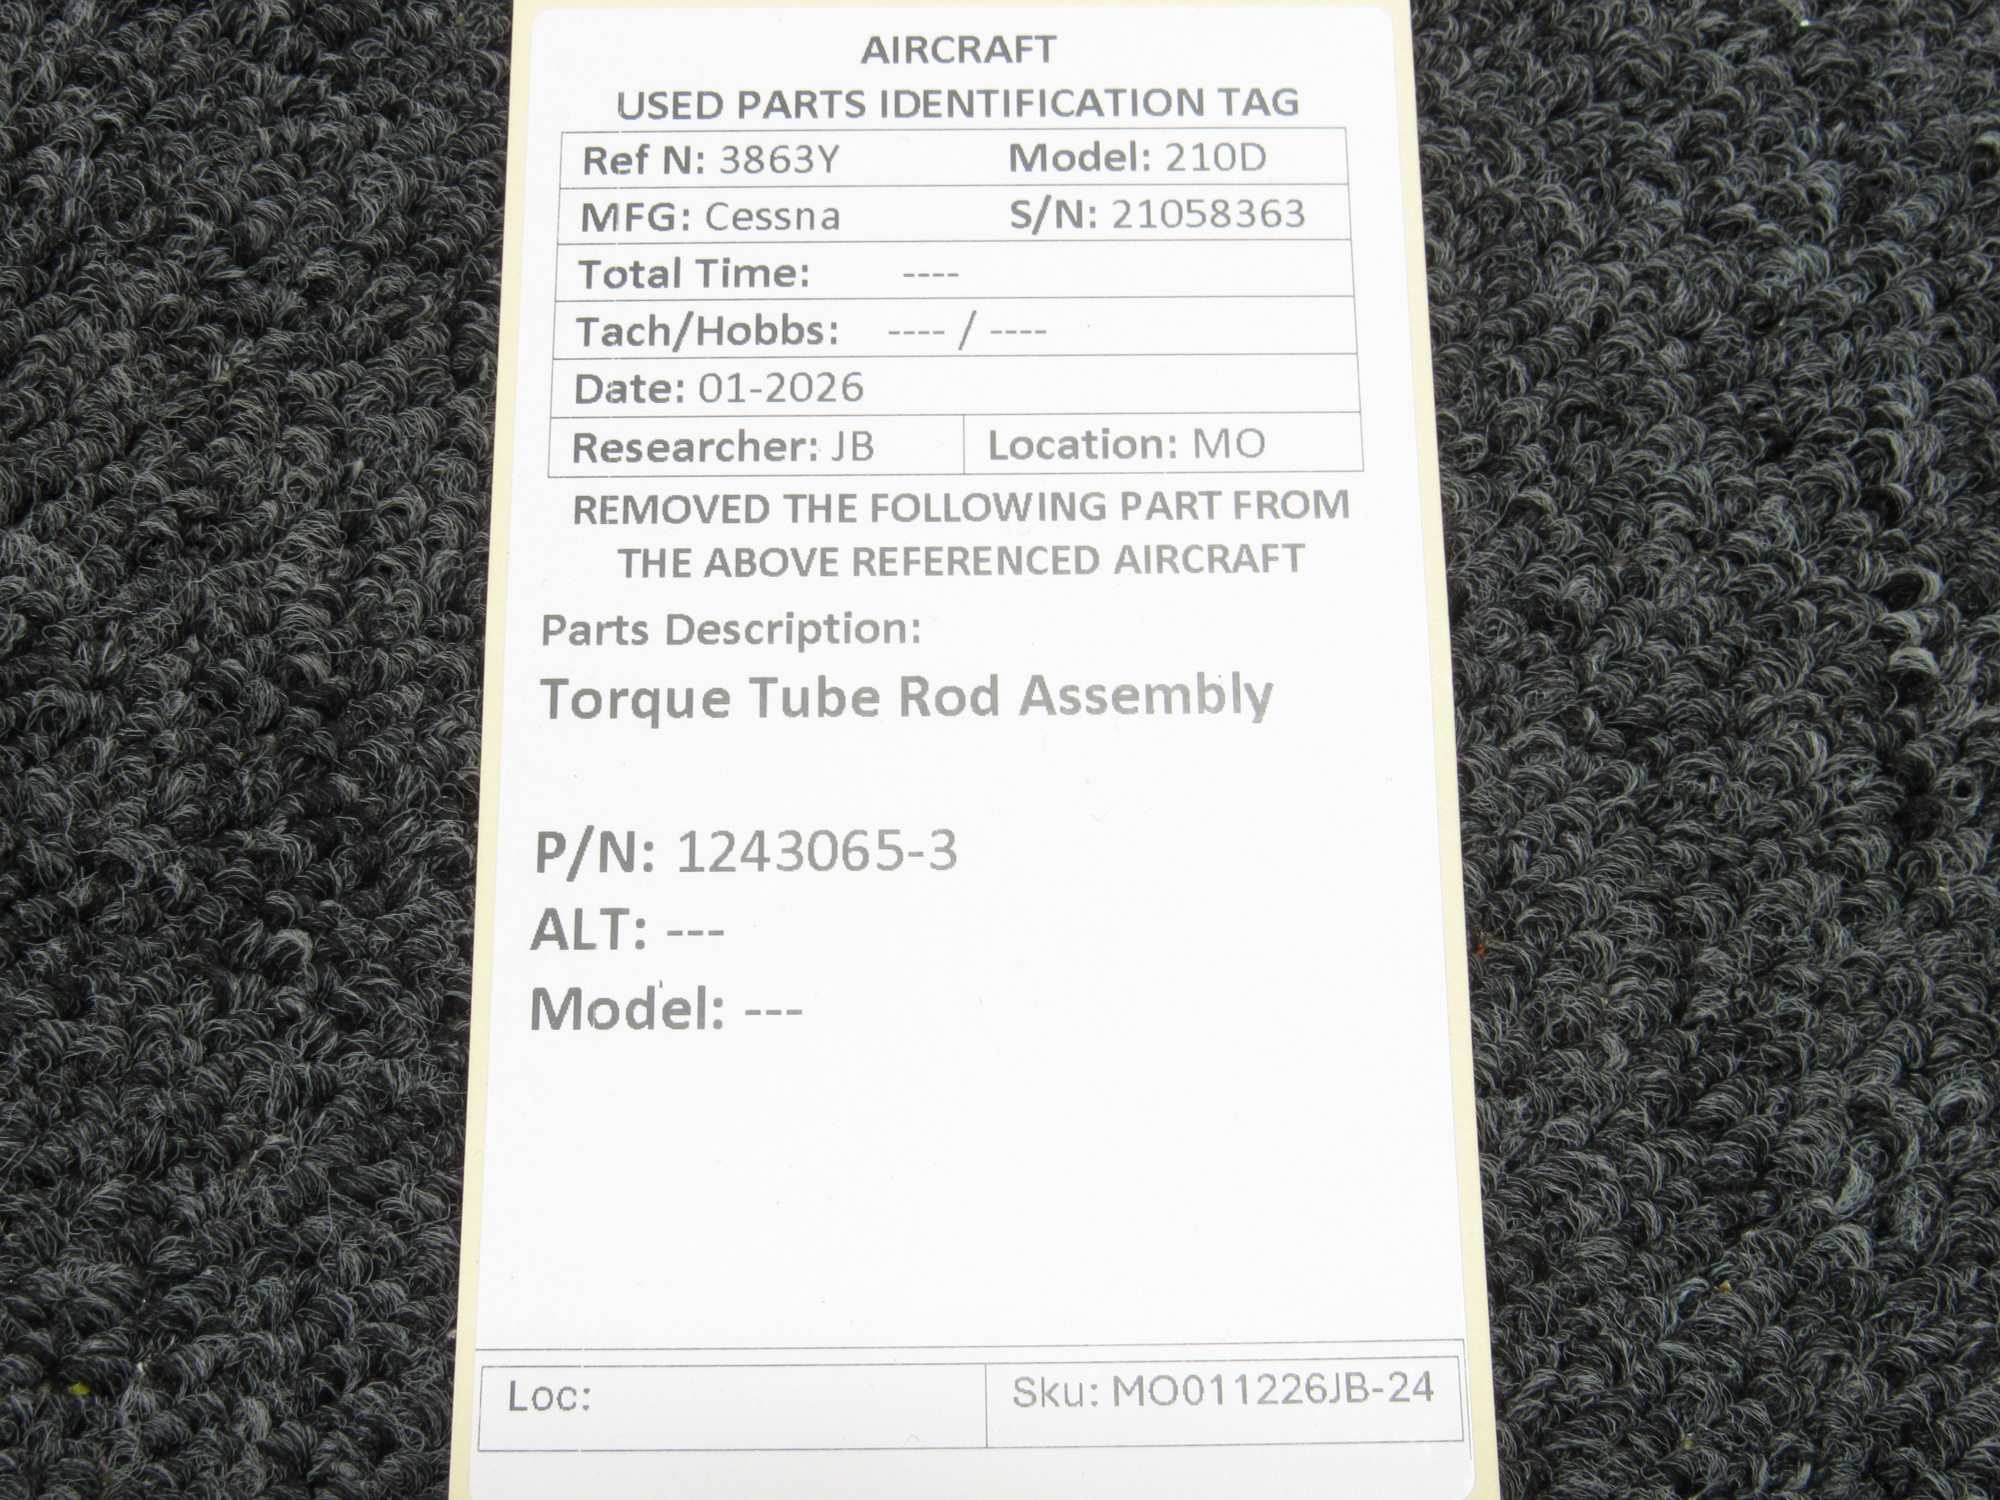 AIRCRAFT
USED PARTS IDENTIFICATION TAG
Ref N: 3863Y Model: 210D
MFG: Cessna S/N: 21058363
Total Time: ----
Tach/Hobbs: ---- / ----
Date: 01-2026
Researcher: JB Location: MO
REMOVED THE FOLLOWING PART FROM
THE ABOVE REFERENCED AIRCRAFT
Parts Description:
Torque Tube Rod Assembly
P/N: 1243065-3
ALT: ---
Model: ---
Loc: Sku: MO011226JB-24